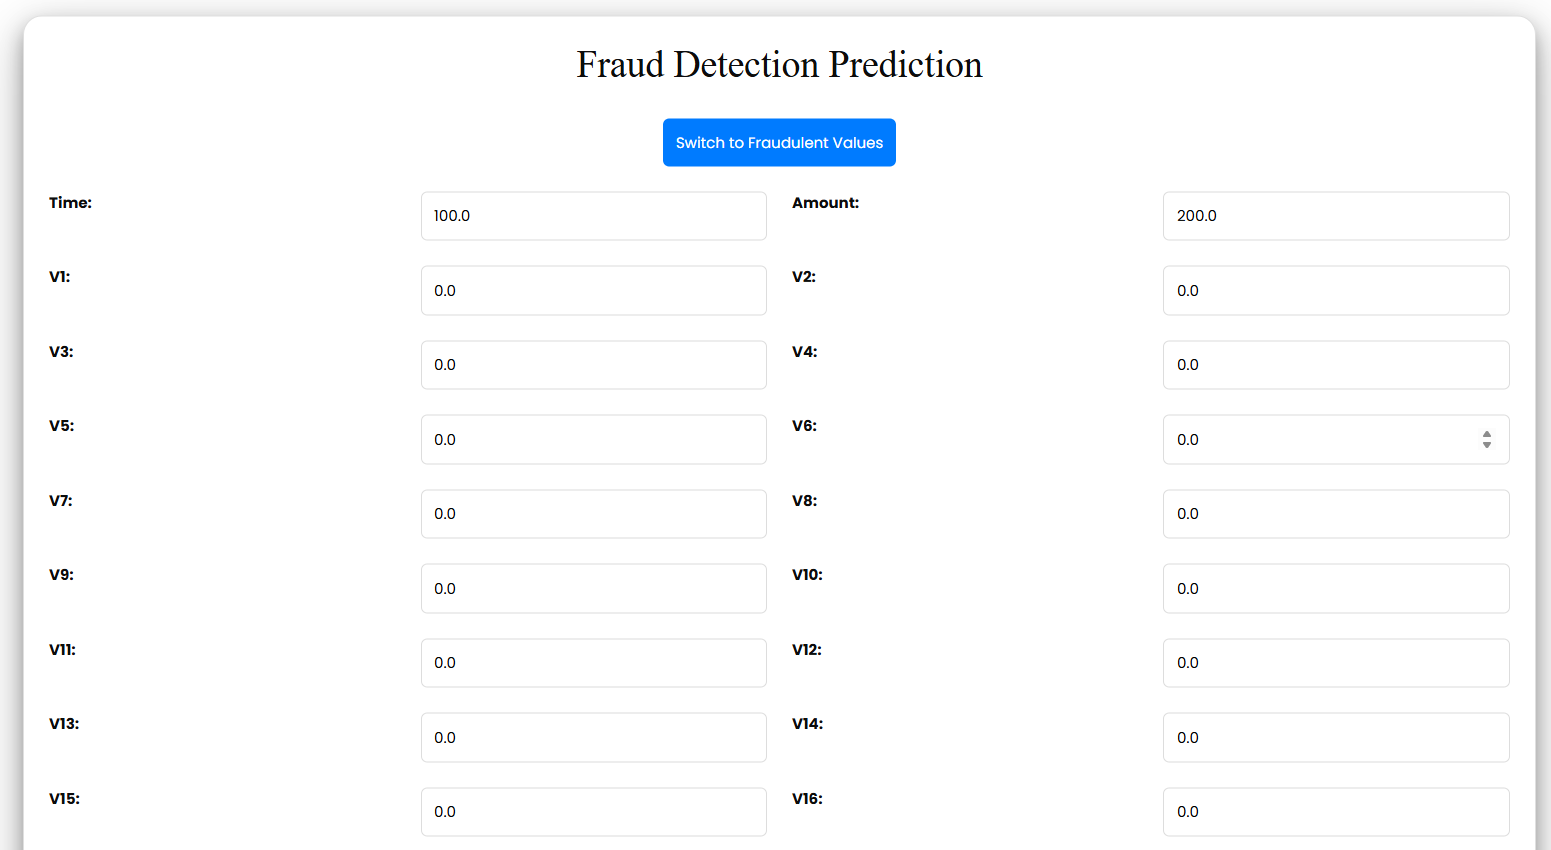 Fraud Detection Prediction
Switch to Fraudulent Values
Time: 100.0 Amount: 200.0
V1: 0.0 V2: 0.0
V3: 0.0 V4: 0.0
V5: 0.0 V6: 0.0
V7: 0.0 V8: 0.0
V9: 0.0 V10: 0.0
V11: 0.0 V12: 0.0
V13: 0.0 V14: 0.0
V15: 0.0 V16: 0.0